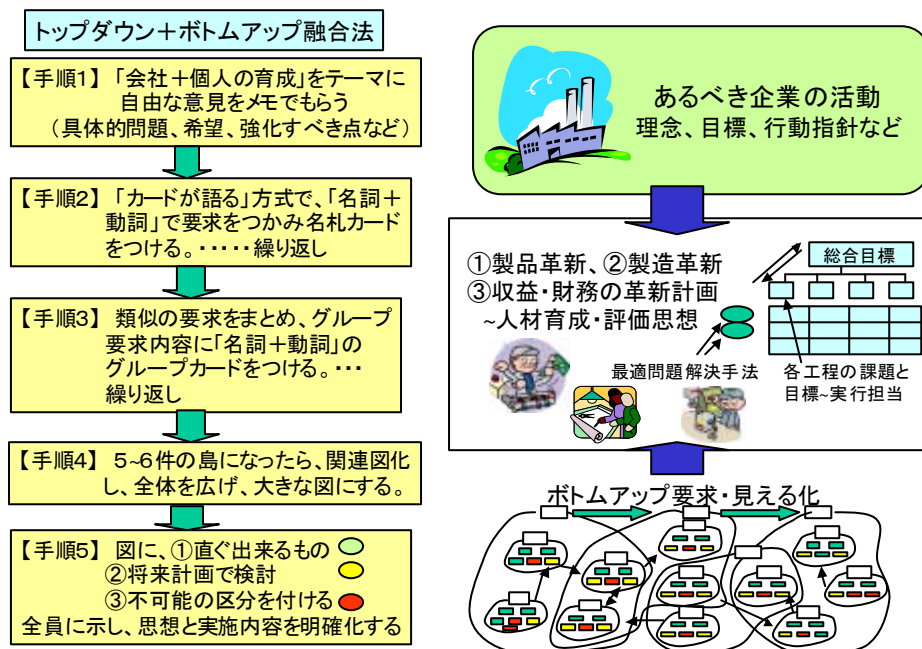 トップダウン＋ボトムアップ融合法
【手順1】「会社＋個人の育成」をテーマに
自由な意見をメモでもらう
（具体的問題、希望、強化すべき点など）
【手順2】「カードが語る」方式で、「名詞＋
動詞」で要求をつかみ名札カード
をつける。・・・・・繰り返し
【手順3】 類似の要求をまとめ、グループ
要求内容に「名詞＋動詞」の
グループカードをつける。・・・
繰り返し
【手順4】 5~6件の島になったら、関連図化
し、全体を広げ、大きな図にする。
【手順5】 図に、①直ぐ出来るもの
②将来計画で検討
③不可能の区分を付ける
全員に示し、思想と実施内容を明確化する
あるべき企業の活動
理念、目標、行動指針など
①製品革新、②製造革新
③収益・財務の革新計画
~人材育成・評価思想
総合目標
最適問題解決手法
各工程の課題と
目標~実行担当
ボトムアップ要求・見える化